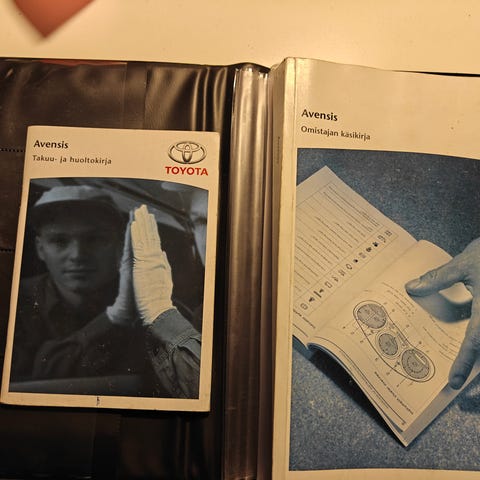 Avensis
Takuu- ja huoltokirja
TOYOTA
Avensis
Omistajan käsikirja